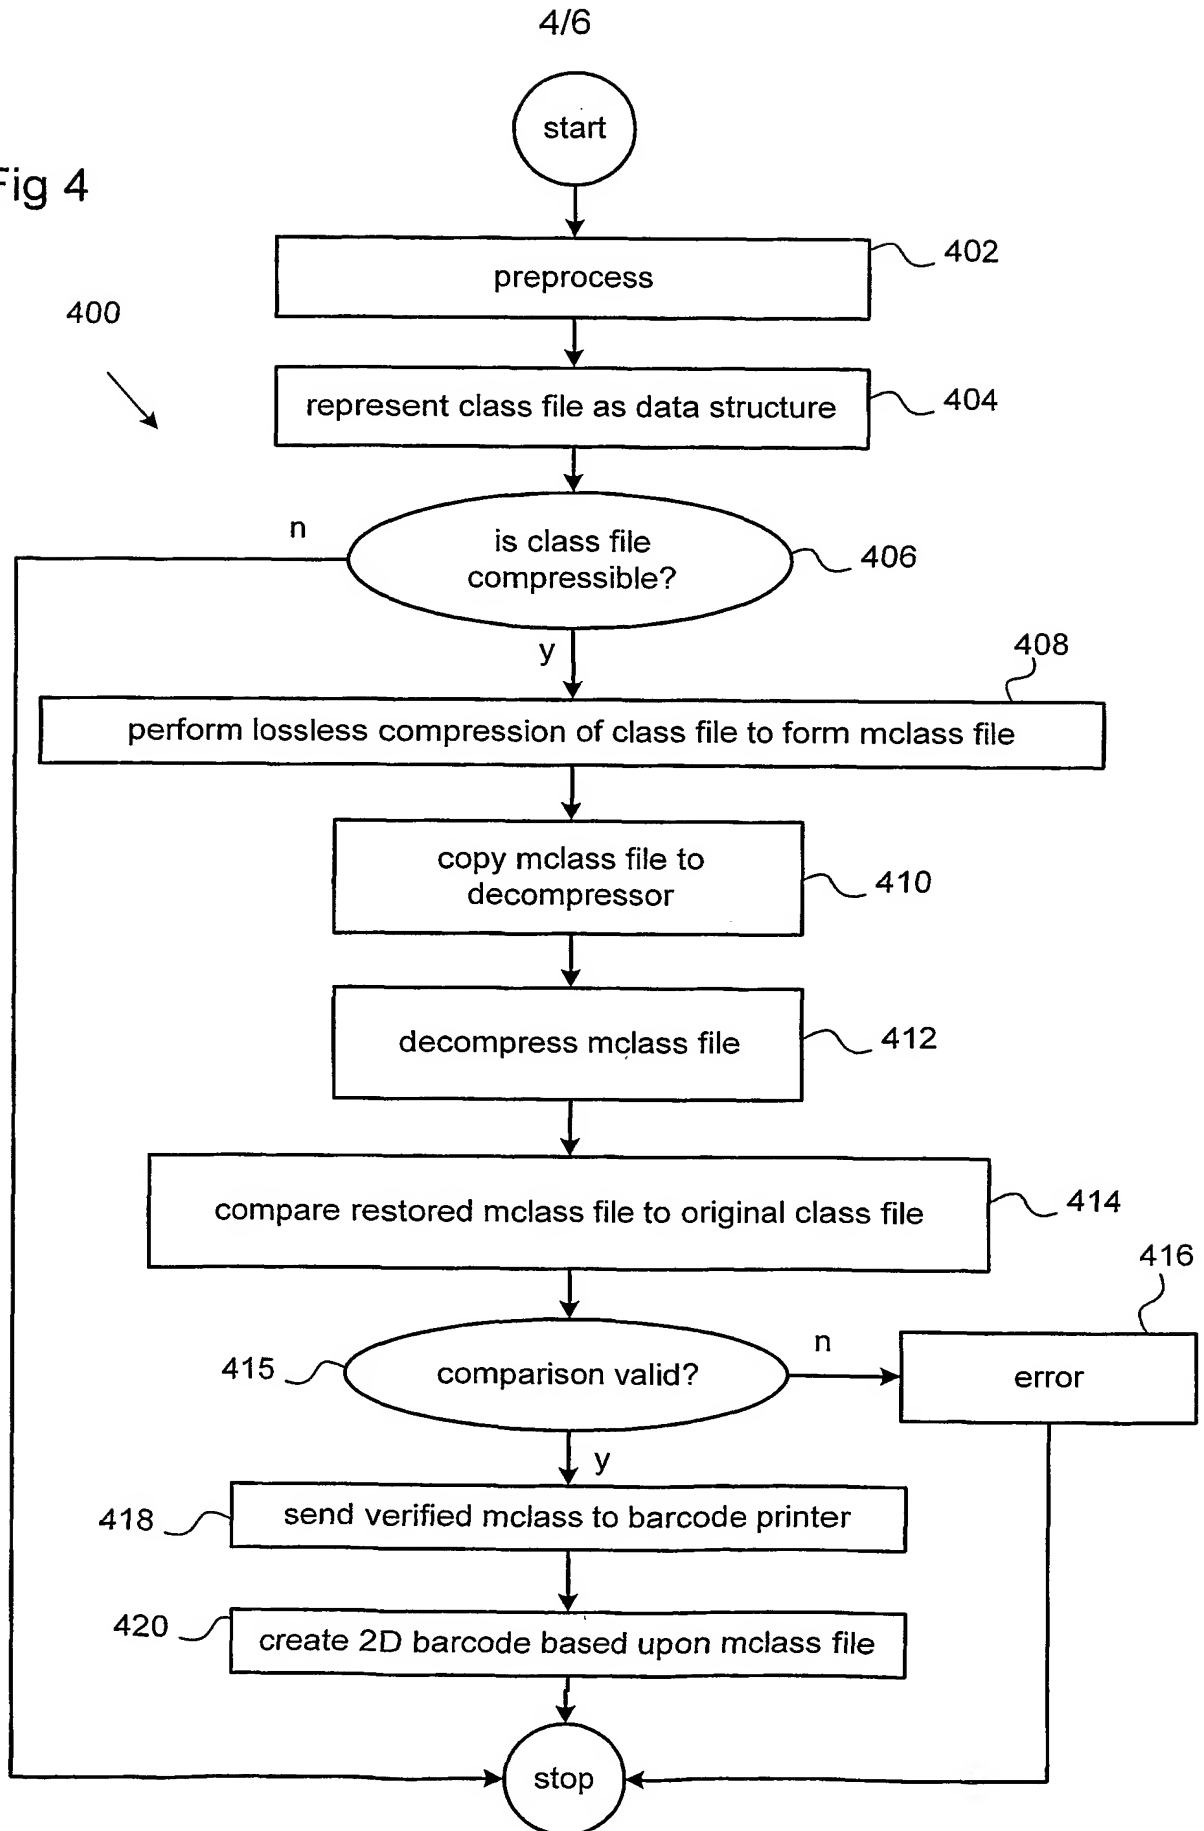 4/6
start
Fig 4
402
preprocess
400
represent class file as data structure
404
n
is class file
compressible?
406
y
408
perform lossless compression of class file to form mclass file
copy mclass file to
decompressor
410
decompress mclass file
412
compare restored mclass file to original class file
414
416
n
415
comparison valid?
error
y
418
send verified mclass to barcode printer
420
create 2D barcode based upon mclass file
stop